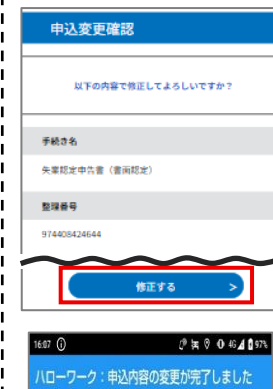 申込変更確認
以下の内容で修正してよろしいですか？
手続き名
失業認定申告書（書面認定）
整理番号
974408424644
修正する >
16:07 4G 97%
ハローワーク：申込内容の変更が完了しました